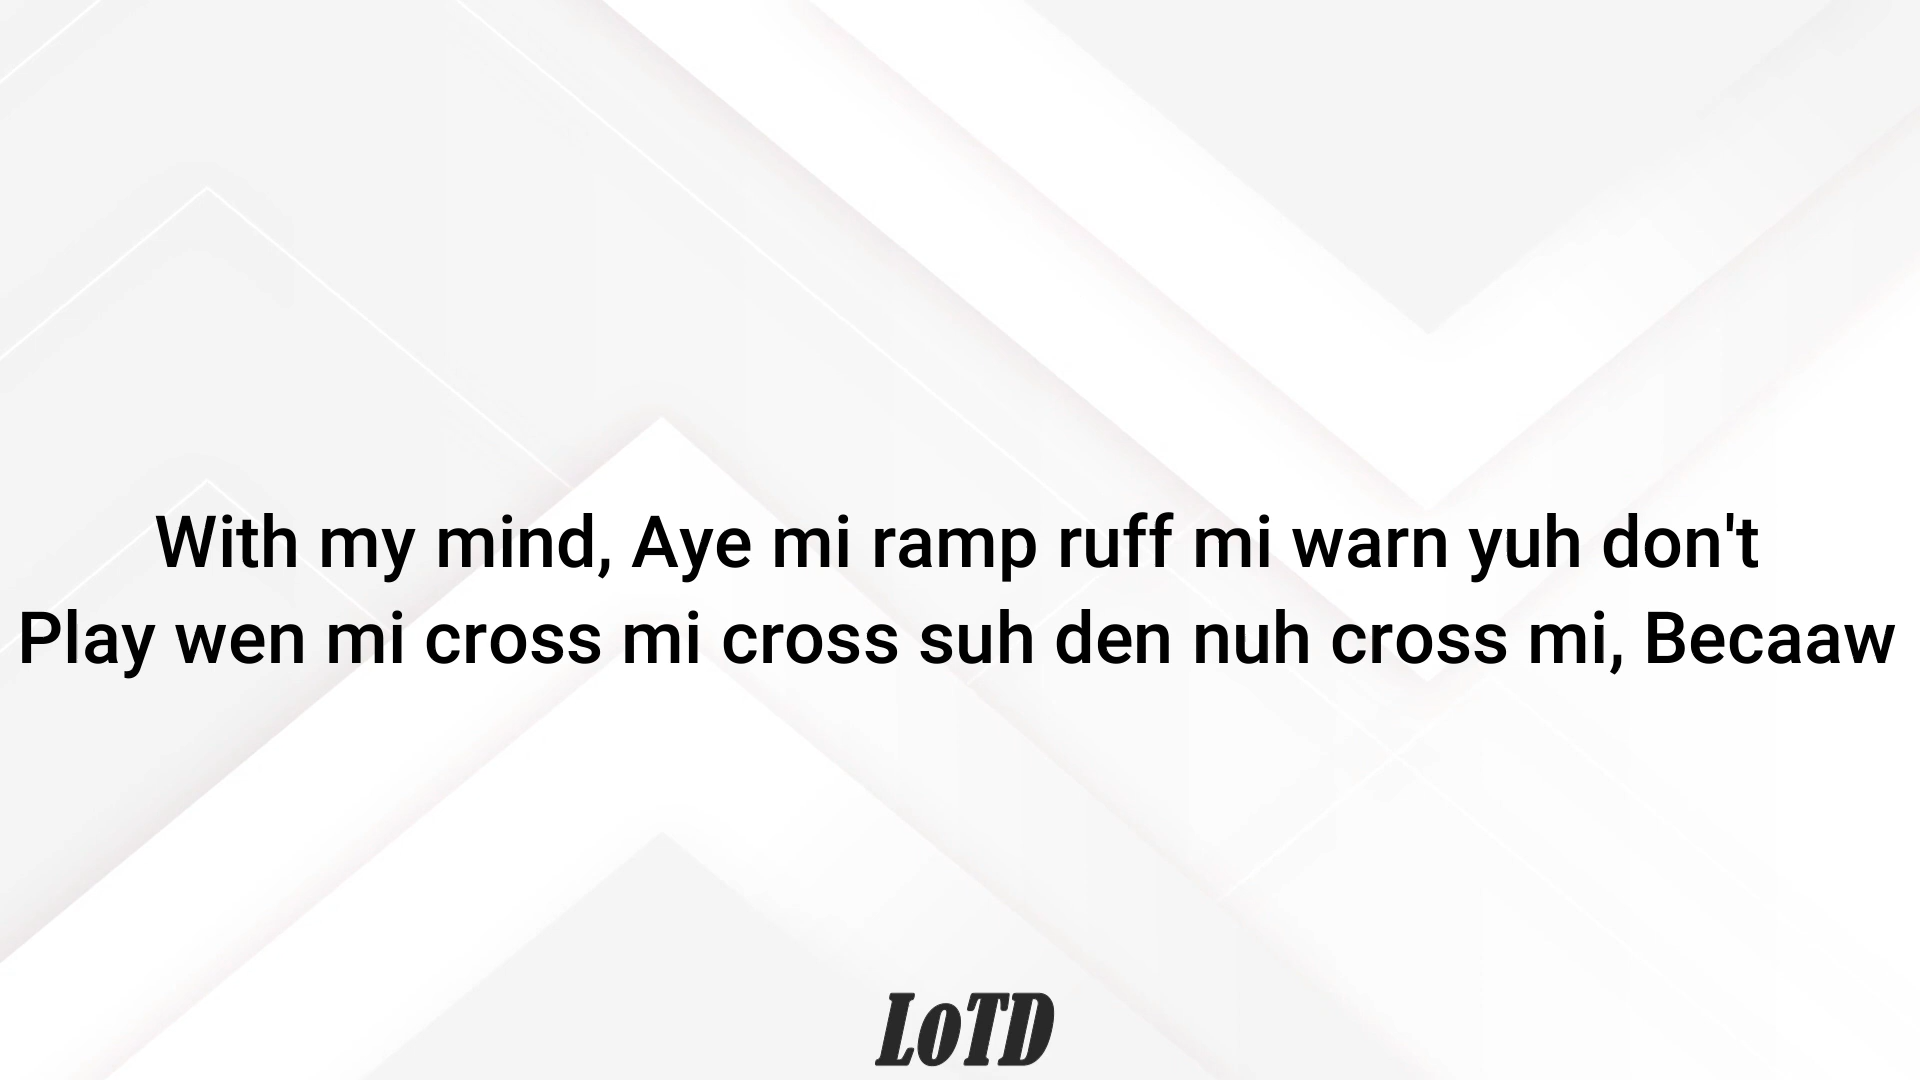 With my mind, Aye mi ramp ruff mi warn yuh don't
Play wen mi cross mi cross suh den nuh cross mi, Becaaw
LoTD